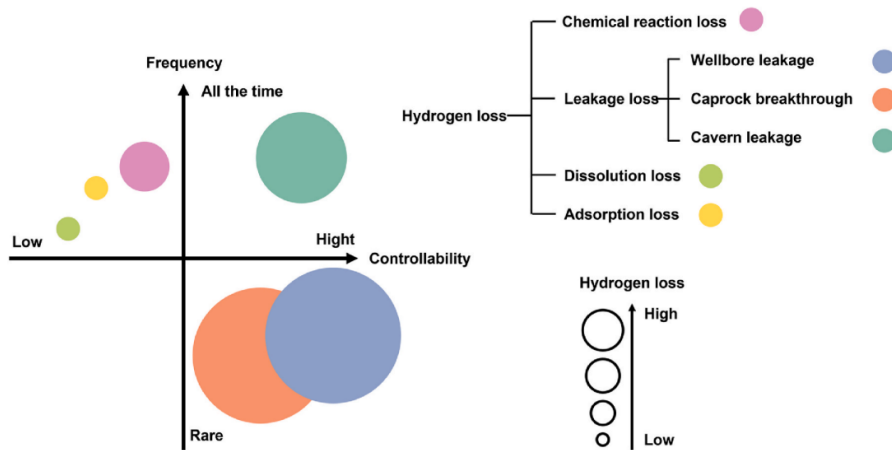 Frequency
All the time
Low
Hight
Controllability
Rare
Hydrogen loss
Chemical reaction loss
Leakage loss
Wellbore leakage
Caprock breakthrough
Cavern leakage
Dissolution loss
Adsorption loss
Hydrogen loss
High
Low